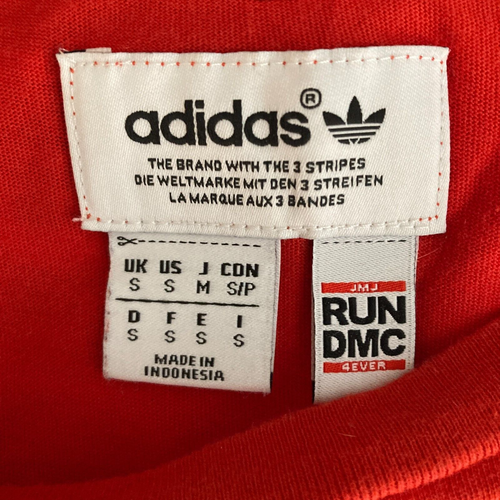 adidas®
THE BRAND WITH THE 3 STRIPES
DIE WELTMARKE MIT DEN 3 STREIFEN
LA MARQUE AUX 3 BANDES
UK US J CDN
S S M S/P
D F E I
S S S S
MADE IN
INDONESIA
JMJ
RUN
DMC
4EVER